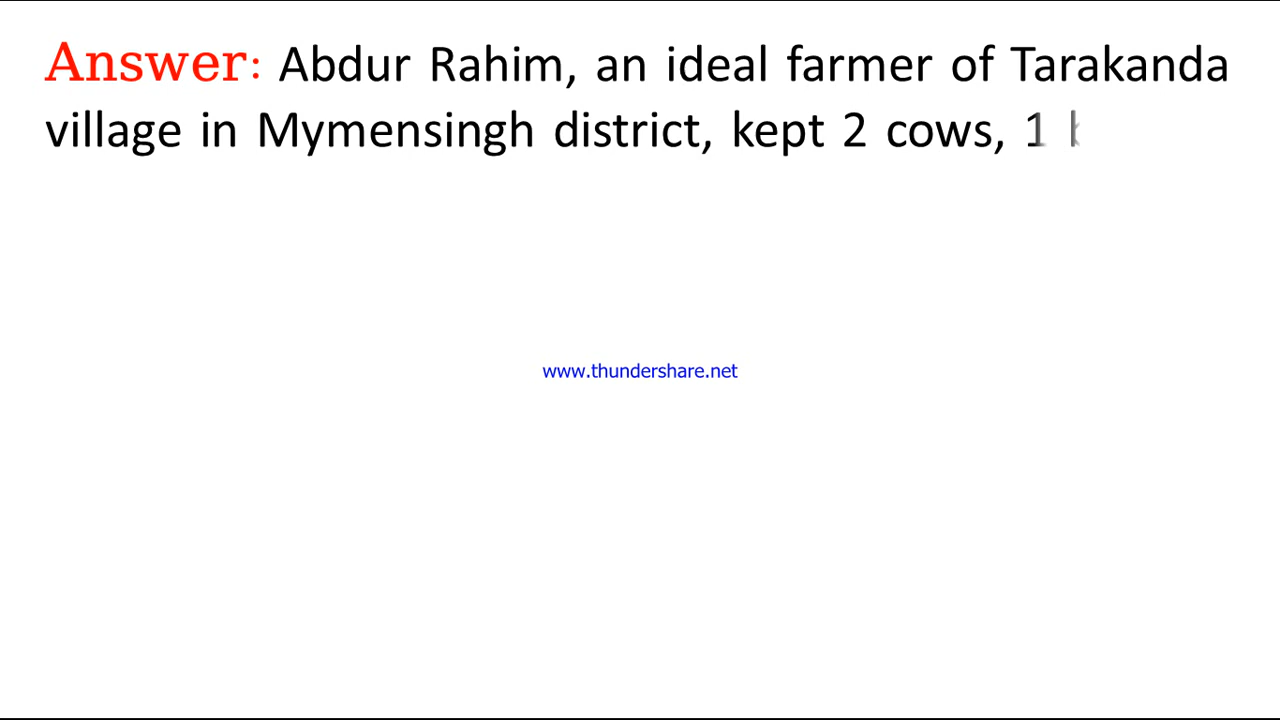 Answer: Abdur Rahim, an ideal farmer of Tarakanda
village in Mymensingh district, kept 2 cows, 1
www.thundershare.net